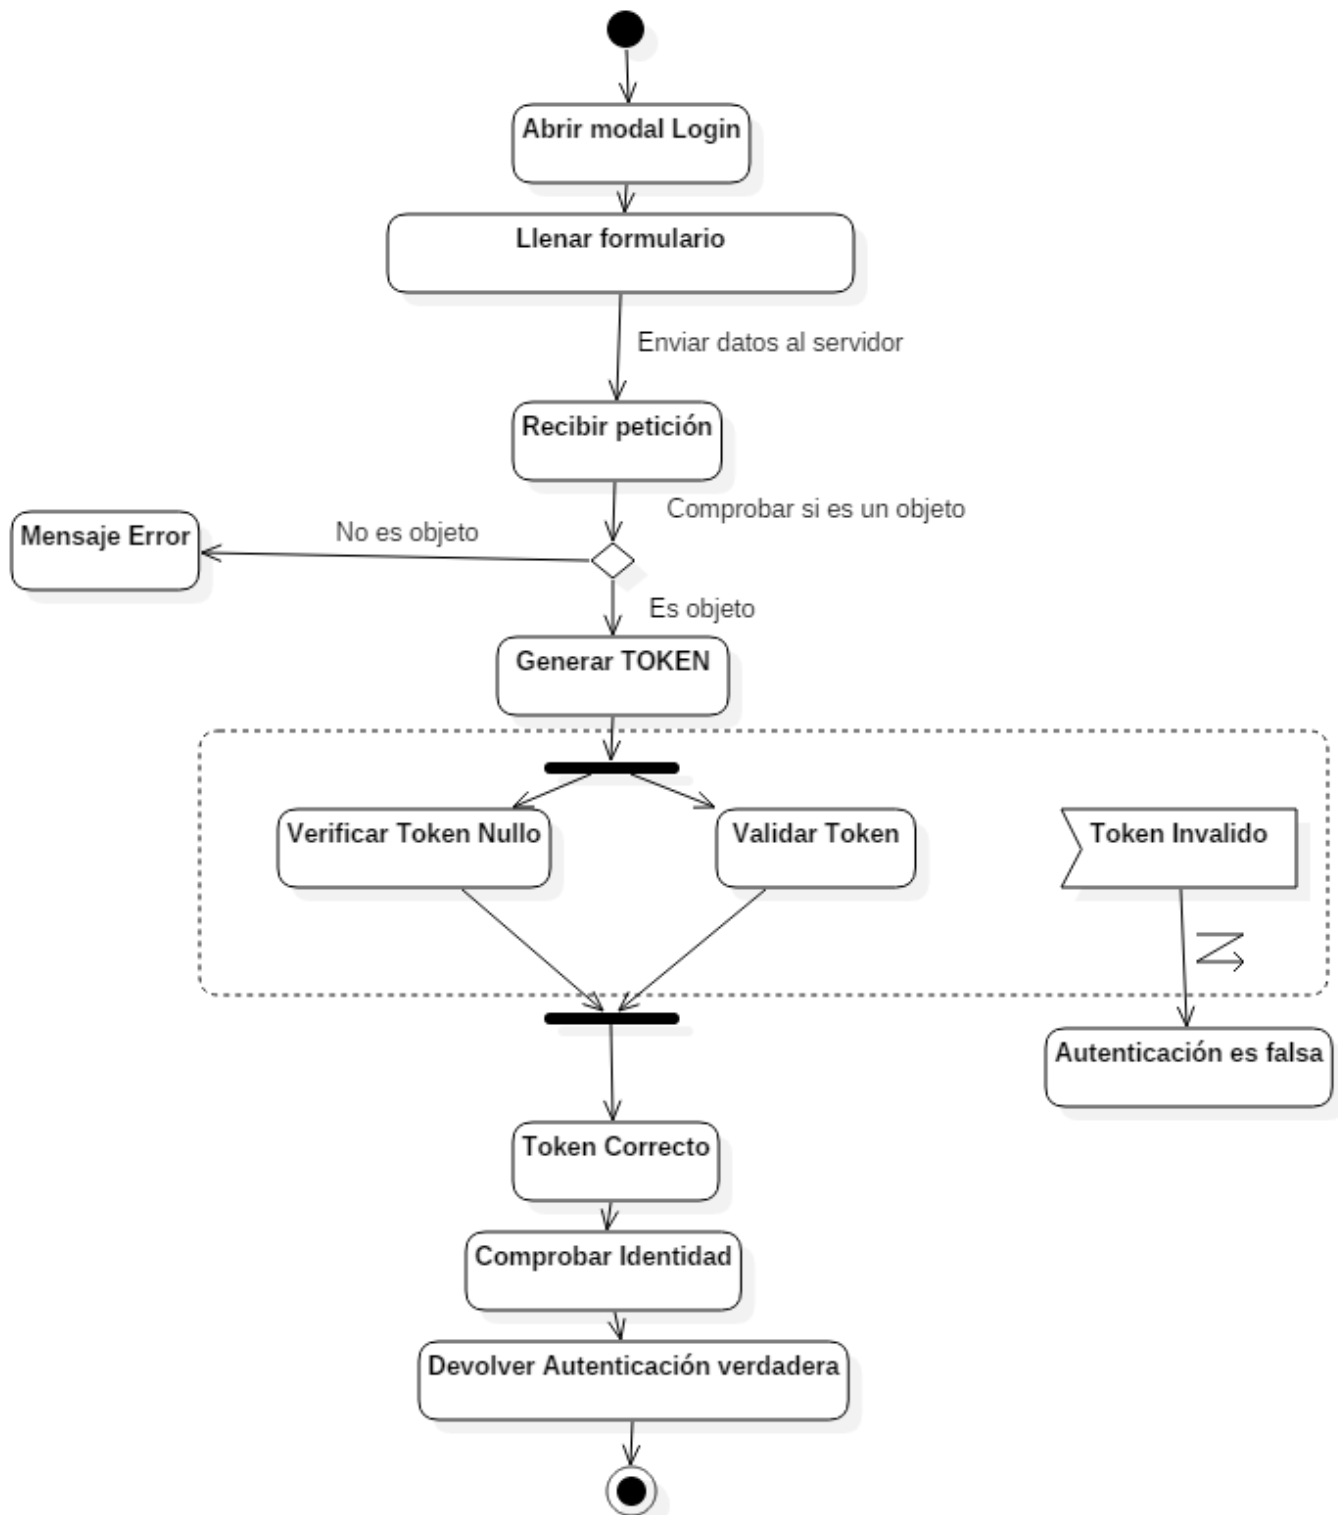 Abrir modal Login
Llenar formulario
Enviar datos al servidor
Recibir petición
Comprobar si es un objeto
No es objeto
Mensaje Error
Es objeto
Generar TOKEN
Verificar Token Nullo
Validar Token
Token Invalido
Autenticación es falsa
Token Correcto
Comprobar Identidad
Devolver Autenticación verdadera